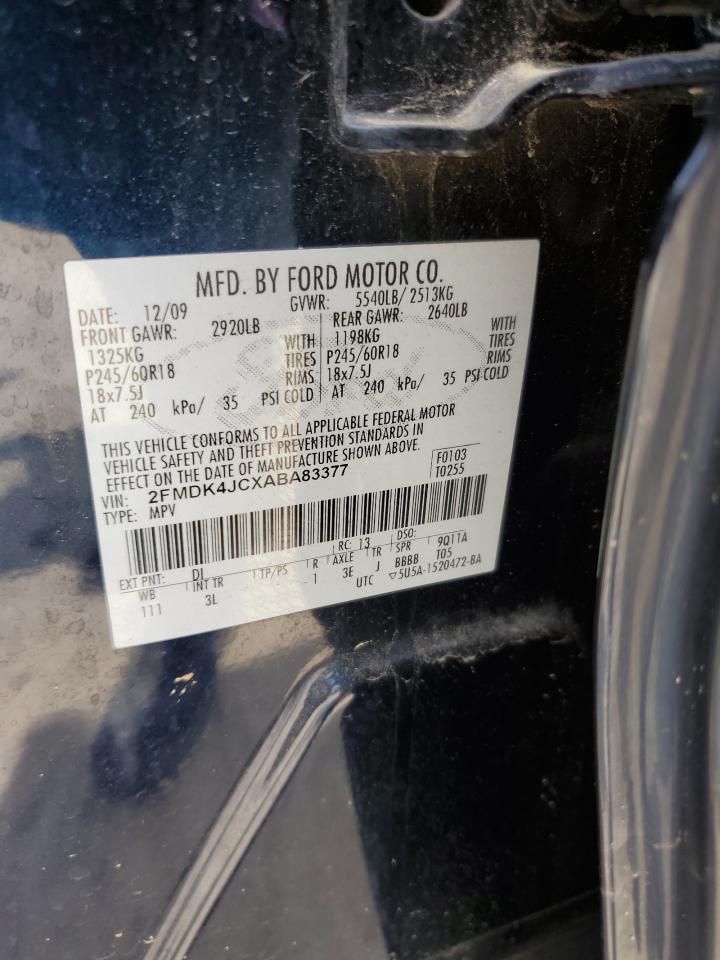 MFD. BY FORD MOTOR CO.
DATE: 12/09 GVWR: 5540LB/ 2513KG
FRONT GAWR: 2920LB REAR GAWR: 2640LB
1325KG WITH 1198KG WITH
P245/60R18 TIRES P245/60R18 TIRES
18x7.5J RIMS 18x7.5J RIMS
AT 240 kPa/ 35 PSI COLD AT 240 kPa/ 35 PSI COLD
THIS VEHICLE CONFORMS TO ALL APPLICABLE FEDERAL MOTOR
VEHICLE SAFETY AND THEFT PREVENTION STANDARDS IN
EFFECT ON THE DATE OF MANUFACTURE SHOWN ABOVE.
VIN: 2FMDK4JCXABA83377 F0103
TYPE: MPV T0255
EXT PNT: DJ RC: 13 DSO:
WB INT TR TP/PS R AXLE TR SPR 9Q11A
111 3L 1 3E J BBBB T05
UTC ▽5U5A-1520472-BA